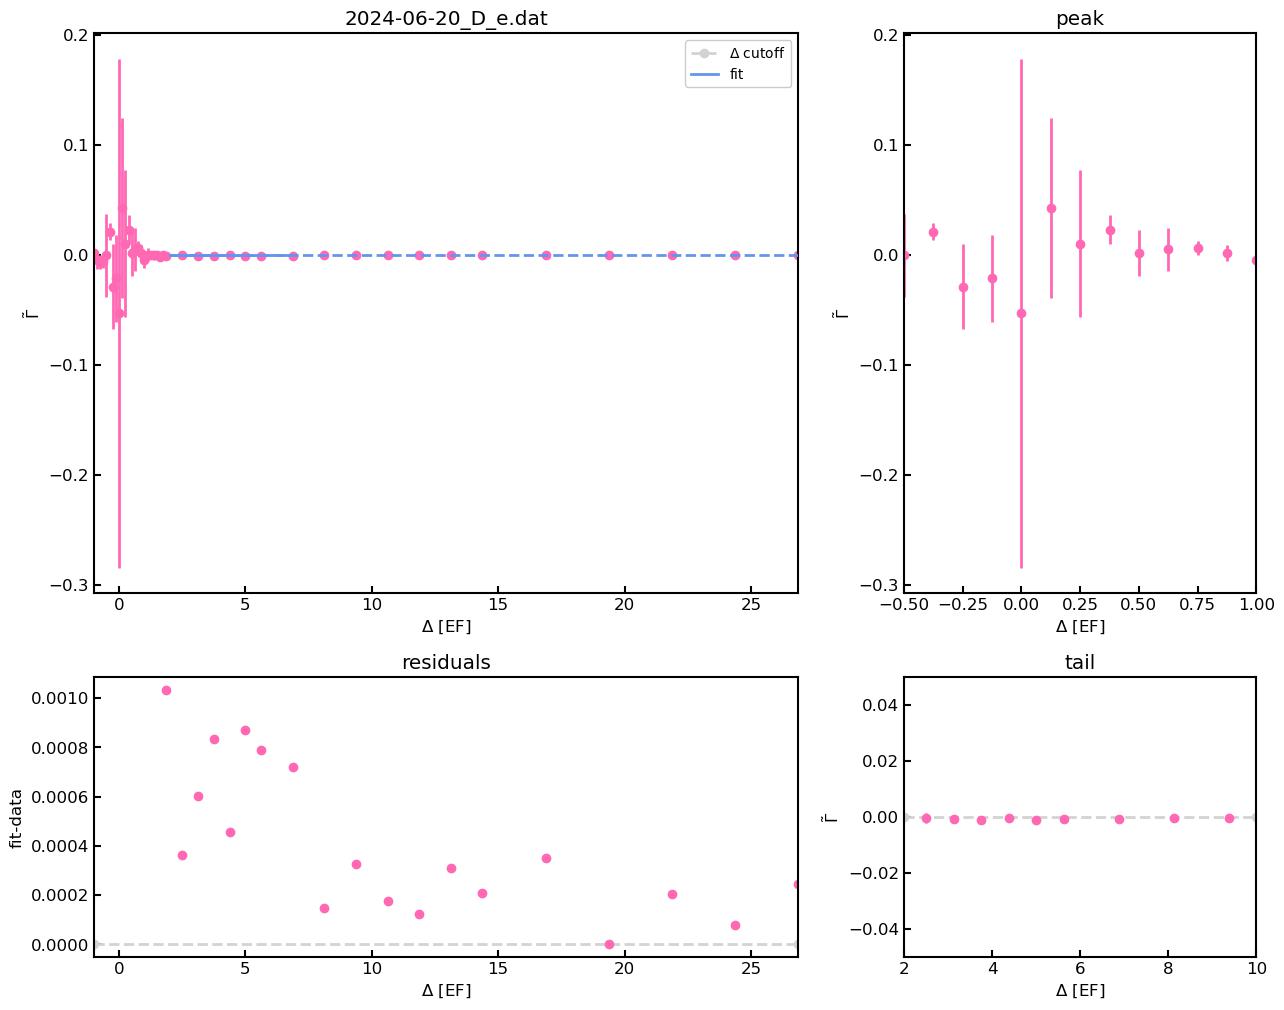 2024-06-20_D_e.dat
peak
Δ cutoff
fit
0.2
0.1
0.0
−0.1
−0.2
−0.3
Γ̃
0 5 10 15 20 25
Δ [EF]
0.2
0.1
0.0
−0.1
−0.2
−0.3
Γ̃
−0.50 −0.25 0.00 0.25 0.50 0.75 1.00
Δ [EF]
residuals
0.0010
0.0008
0.0006
0.0004
0.0002
0.0000
fit-data
0 5 10 15 20 25
Δ [EF]
tail
0.04
0.02
0.00
−0.02
−0.04
Γ̃
2 4 6 8 10
Δ [EF]